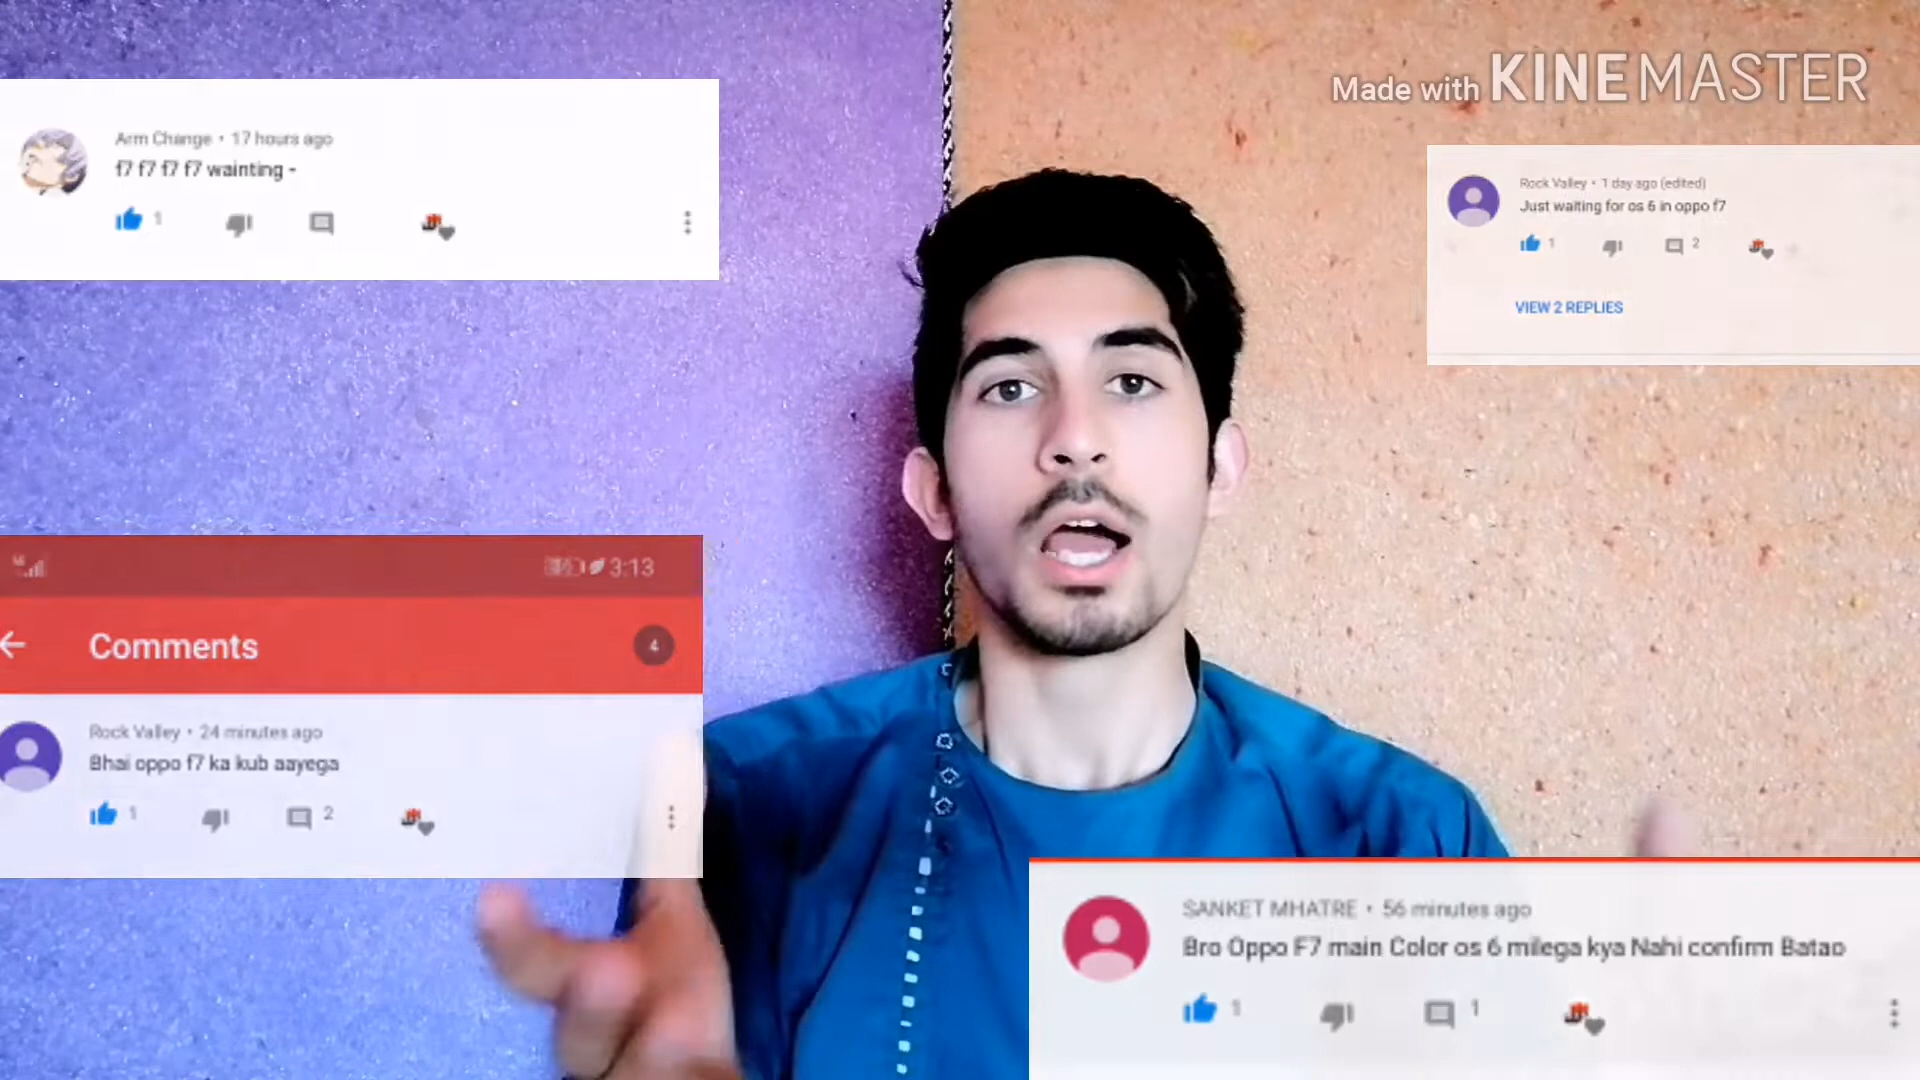 Made with KINEMASTER
Arm Change • 17 hours ago
f7 f7 f7 f7 wainting -
1
Rock Valley • 1 day ago (edited)
Just waiting for os 6 in oppo f7
1 2
VIEW 2 REPLIES
3:13
Comments 4
Rock Valley • 24 minutes ago
Bhai oppo f7 ka kub aayega
1 2
SANKET MHATRE • 56 minutes ago
Bro Oppo F7 main Color os 6 milega kya Nahi confirm Batao
1 1